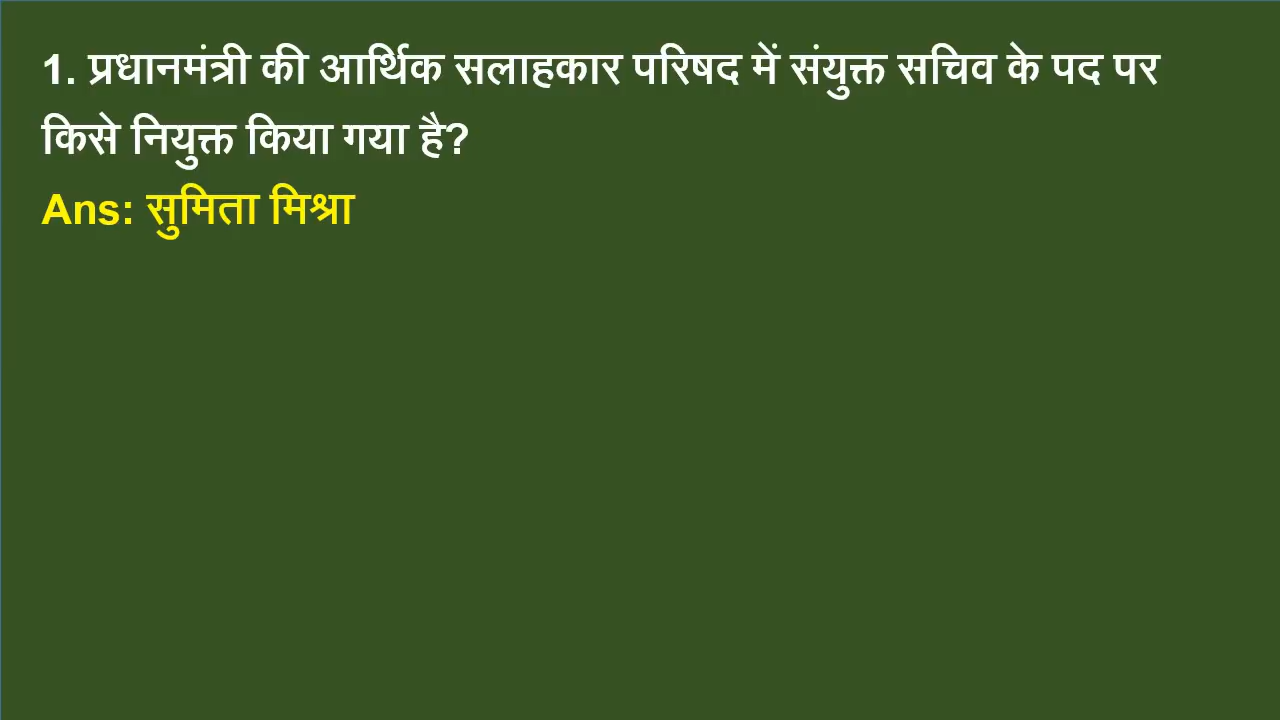 1. प्रधानमंत्री की आर्थिक सलाहकार परिषद में संयुक्त सचिव के पद पर
किसे नियुक्त किया गया है?
Ans: सुमिता मिश्रा